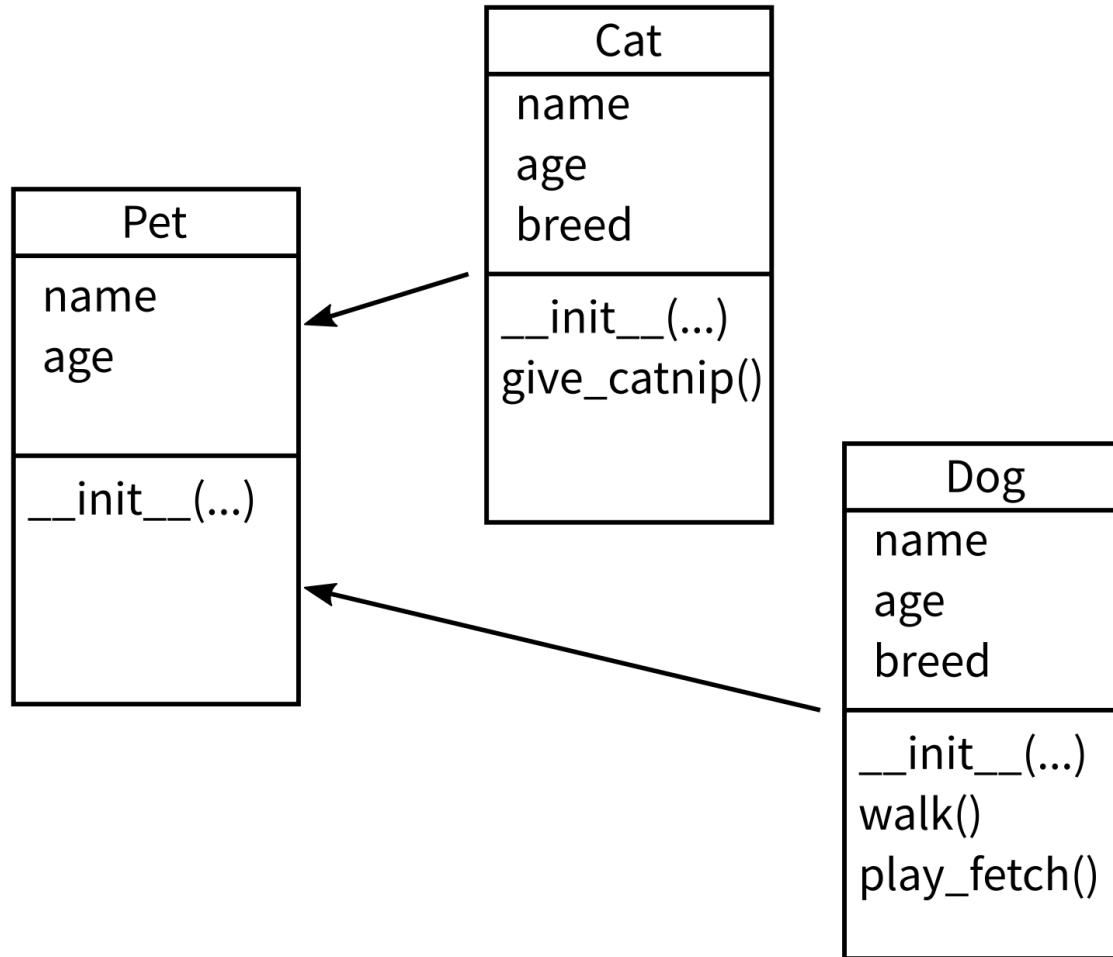 Pet
name
age
__init__(...)
Cat
name
age
breed
__init__(...)
give_catnip()
Dog
name
age
breed
__init__(...)
walk()
play_fetch()